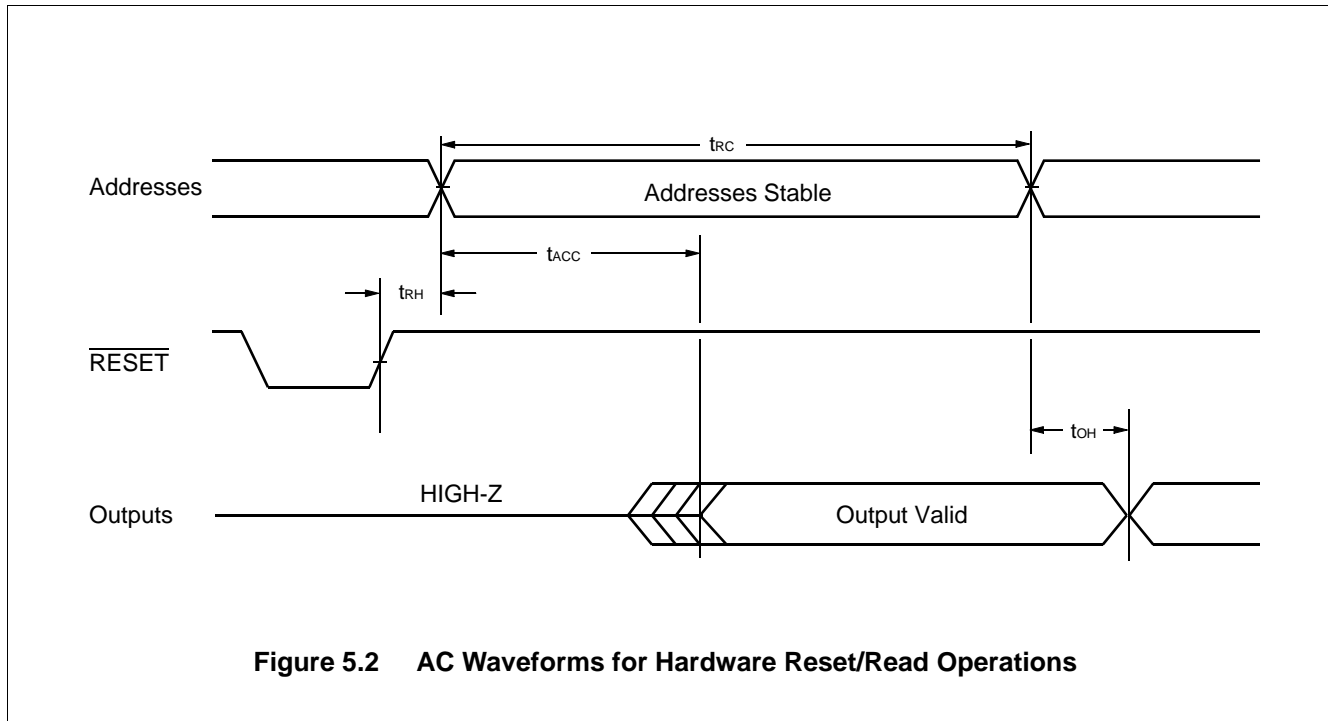 tRC
Addresses
Addresses Stable
tACC
tRH
RESET
tOH
HIGH-Z
Outputs
Output Valid
Figure 5.2 AC Waveforms for Hardware Reset/Read Operations